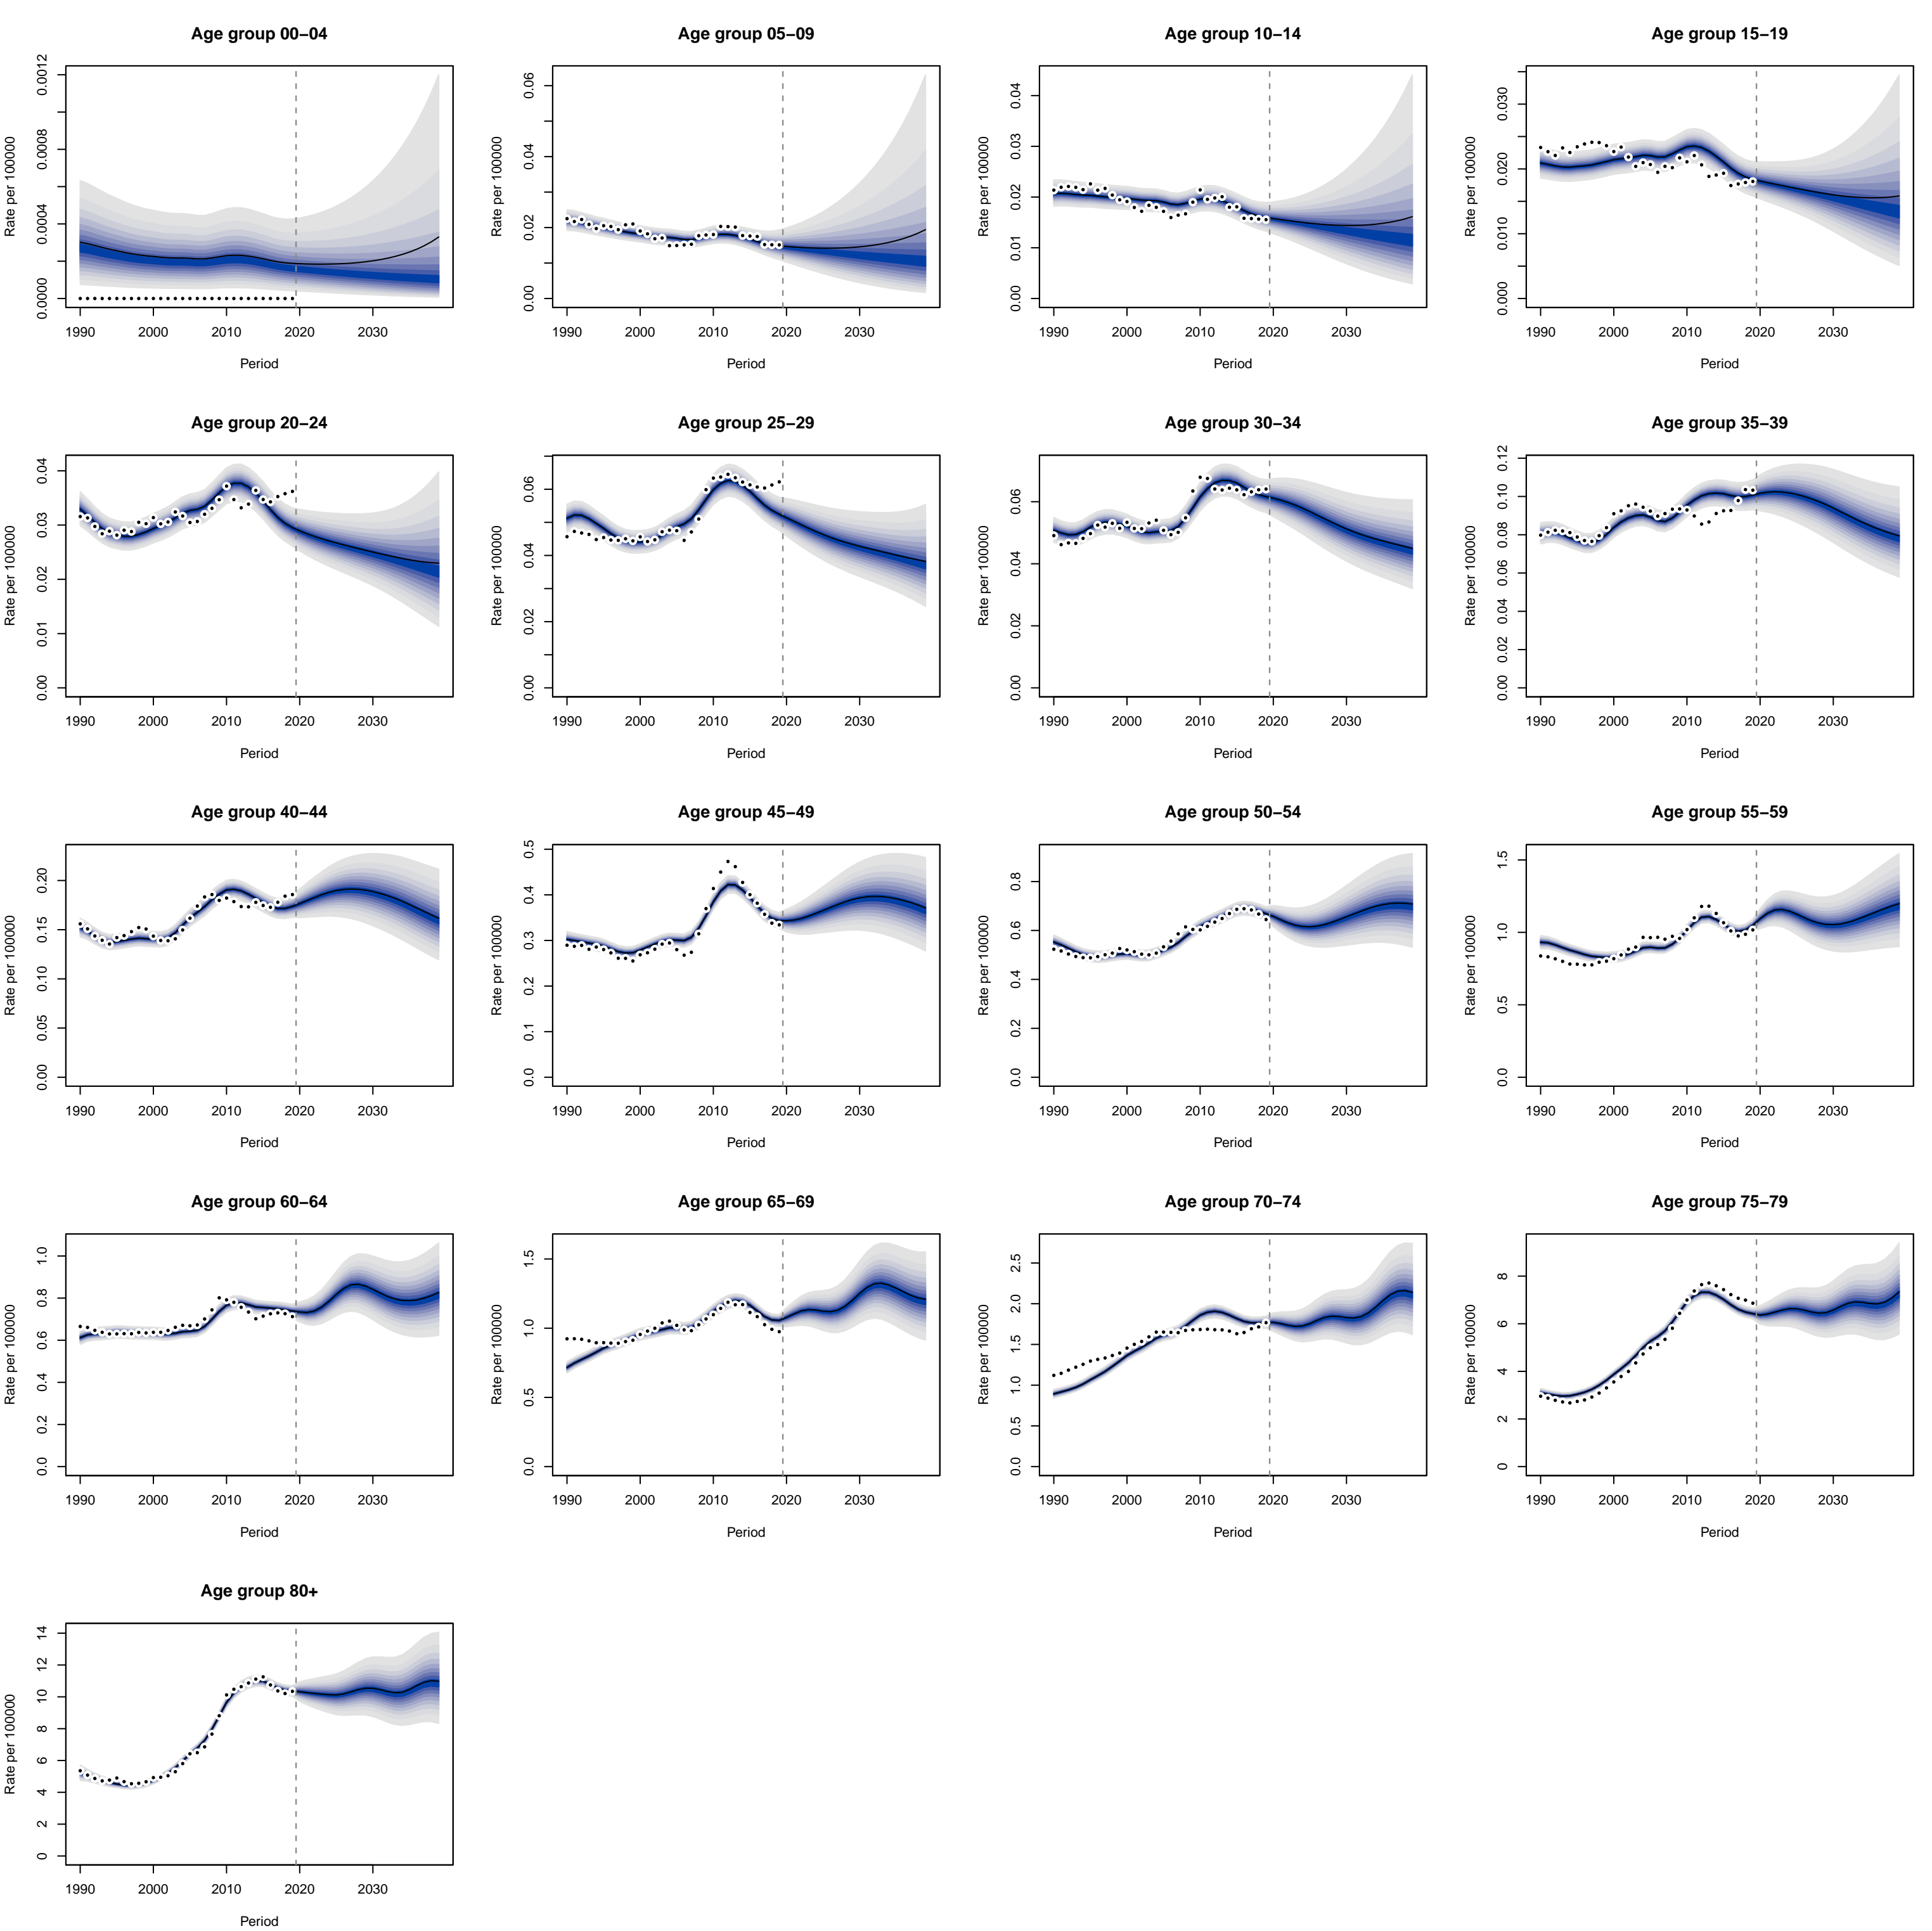 Age group 00–04
Rate per 100000
0.0000 0.0004 0.0008 0.0012
1990 2000 2010 2020 2030
Period
Age group 05–09
Rate per 100000
0.00 0.02 0.04 0.06
1990 2000 2010 2020 2030
Period
Age group 10–14
Rate per 100000
0.00 0.01 0.02 0.03 0.04
1990 2000 2010 2020 2030
Period
Age group 15–19
Rate per 100000
0.000 0.010 0.020 0.030
1990 2000 2010 2020 2030
Period
Age group 20–24
Rate per 100000
0.00 0.01 0.02 0.03 0.04
1990 2000 2010 2020 2030
Period
Age group 25–29
Rate per 100000
0.00 0.02 0.04 0.06
1990 2000 2010 2020 2030
Period
Age group 30–34
Rate per 100000
0.00 0.02 0.04 0.06
1990 2000 2010 2020 2030
Period
Age group 35–39
Rate per 100000
0.00 0.02 0.04 0.06 0.08 0.10 0.12
1990 2000 2010 2020 2030
Period
Age group 40–44
Rate per 100000
0.00 0.05 0.10 0.15 0.20
1990 2000 2010 2020 2030
Period
Age group 45–49
Rate per 100000
0.0 0.1 0.2 0.3 0.4 0.5
1990 2000 2010 2020 2030
Period
Age group 50–54
Rate per 100000
0.0 0.2 0.4 0.6 0.8
1990 2000 2010 2020 2030
Period
Age group 55–59
Rate per 100000
0.0 0.5 1.0 1.5
1990 2000 2010 2020 2030
Period
Age group 60–64
Rate per 100000
0.0 0.2 0.4 0.6 0.8 1.0
1990 2000 2010 2020 2030
Period
Age group 65–69
Rate per 100000
0.0 0.5 1.0 1.5
1990 2000 2010 2020 2030
Period
Age group 70–74
Rate per 100000
0.0 0.5 1.0 1.5 2.0 2.5
1990 2000 2010 2020 2030
Period
Age group 75–79
Rate per 100000
0 2 4 6 8
1990 2000 2010 2020 2030
Period
Age group 80+
Rate per 100000
0 2 4 6 8 10 12 14
1990 2000 2010 2020 2030
Period